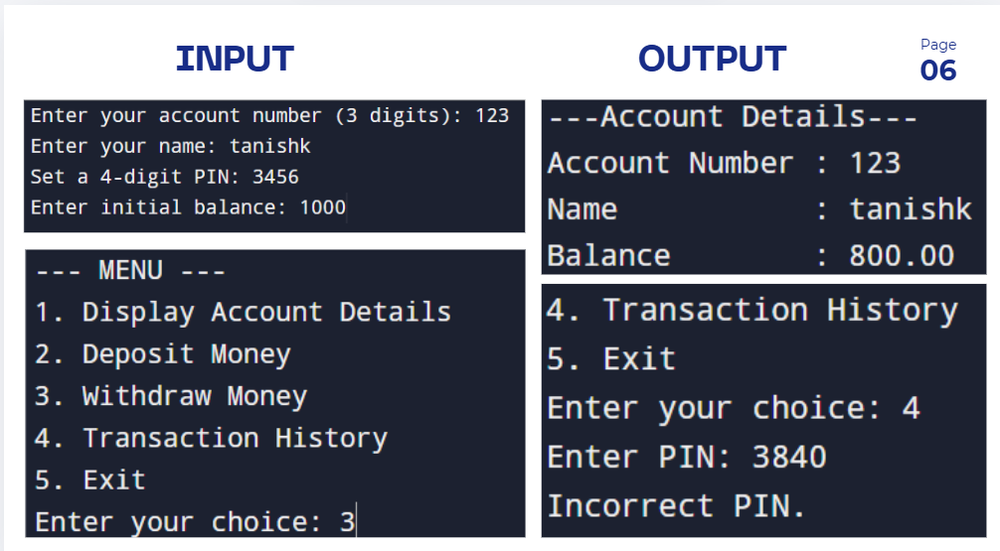 INPUT
OUTPUT
Page
06
Enter your account number (3 digits): 123
Enter your name: tanishk
Set a 4-digit PIN: 3456
Enter initial balance: 1000
--- MENU ---
1. Display Account Details
2. Deposit Money
3. Withdraw Money
4. Transaction History
5. Exit
Enter your choice: 3
---Account Details---
Account Number : 123
Name : tanishk
Balance : 800.00
4. Transaction History
5. Exit
Enter your choice: 4
Enter PIN: 3840
Incorrect PIN.